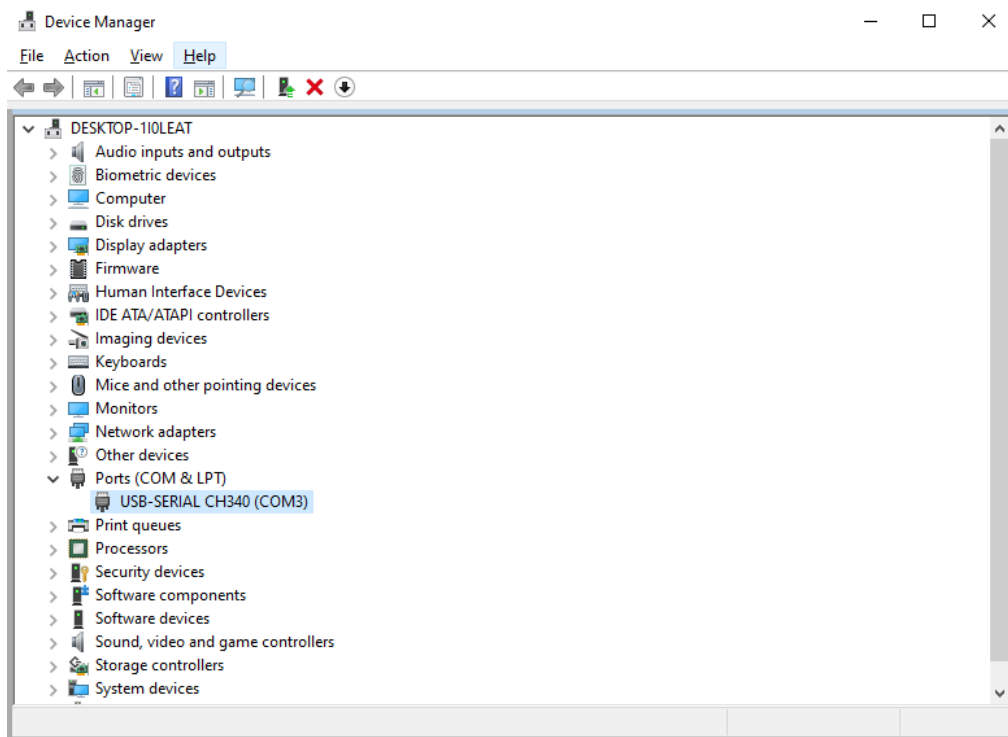 Device Manager
File Action View Help
DESKTOP-1I0LEAT
Audio inputs and outputs
Biometric devices
Computer
Disk drives
Display adapters
Firmware
Human Interface Devices
IDE ATA/ATAPI controllers
Imaging devices
Keyboards
Mice and other pointing devices
Monitors
Network adapters
Other devices
Ports (COM & LPT)
USB-SERIAL CH340 (COM3)
Print queues
Processors
Security devices
Software components
Software devices
Sound, video and game controllers
Storage controllers
System devices